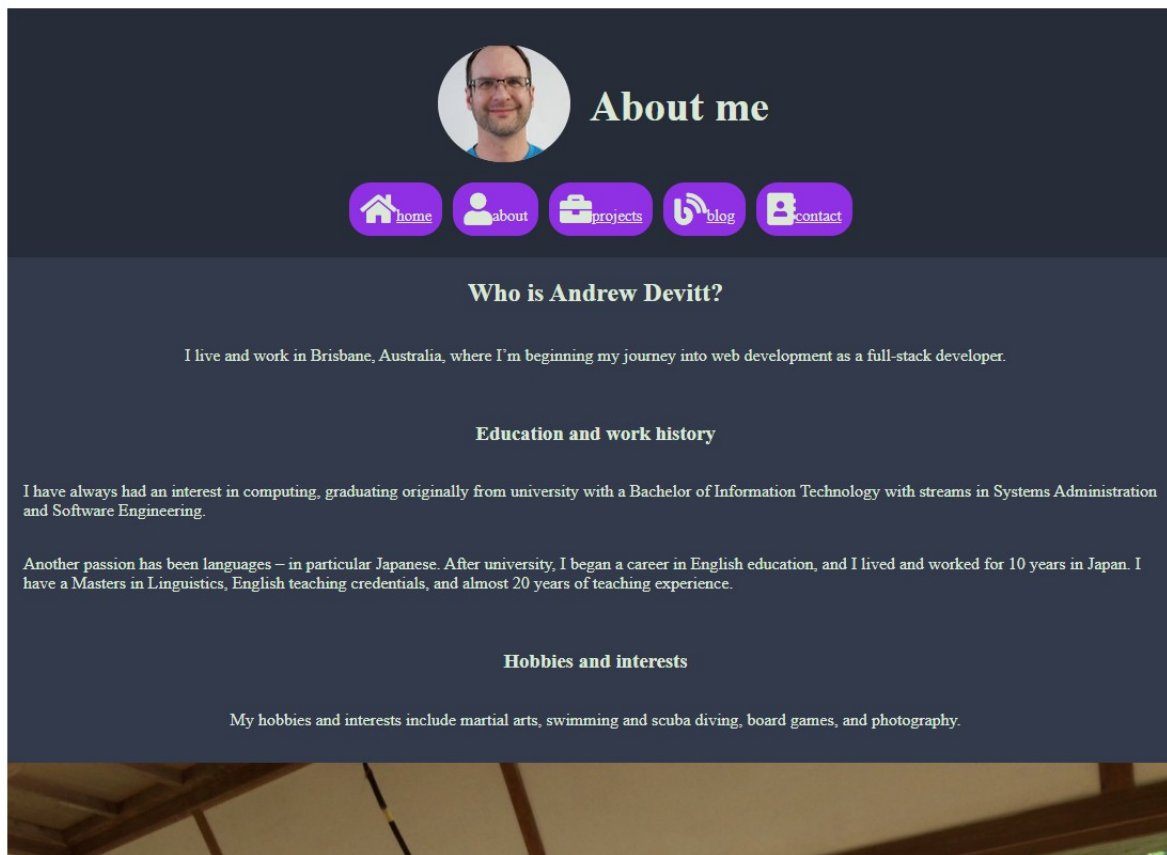 About me
home about projects blog contact
Who is Andrew Devitt?
I live and work in Brisbane, Australia, where I’m beginning my journey into web development as a full-stack developer.
Education and work history
I have always had an interest in computing, graduating originally from university with a Bachelor of Information Technology with streams in Systems Administration
and Software Engineering.
Another passion has been languages – in particular Japanese. After university, I began a career in English education, and I lived and worked for 10 years in Japan. I
have a Masters in Linguistics, English teaching credentials, and almost 20 years of teaching experience.
Hobbies and interests
My hobbies and interests include martial arts, swimming and scuba diving, board games, and photography.